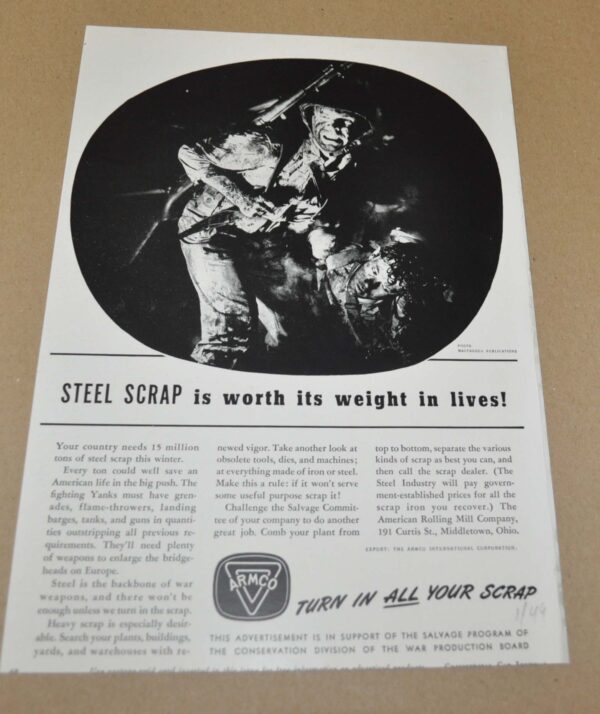 PHOTO
MACFADDEN PUBLICATIONS
STEEL SCRAP is worth its weight in lives!
Your country needs 15 million
tons of steel scrap this winter.
Every ton could well save an
American life in the big push. The
fighting Yanks must have gren-
ades, flame-throwers, landing
barges, tanks, and guns in quanti-
ties outstripping all previous re-
quirements. They'll need plenty
of weapons to enlarge the bridge-
heads on Europe.
Steel is the backbone of war
weapons, and there won't be
enough unless we turn in the scrap.
Heavy scrap is especially desir-
able. Search your plants, buildings,
yards, and warehouses with re-
newed vigor. Take another look at
obsolete tools, dies, and machines;
at everything made of iron or steel.
Make this a rule: if it won't serve
some useful purpose scrap it!
Challenge the Salvage Commit-
tee of your company to do another
great job. Comb your plant from
top to bottom, separate the various
kinds of scrap as best you can, and
then call the scrap dealer. (The
Steel Industry will pay govern-
ment-established prices for all the
scrap iron you recover.) The
American Rolling Mill Company,
191 Curtis St., Middletown, Ohio.
EXPORT: THE ARMCO INTERNATIONAL CORPORATION.
ARMCO
TURN IN ALL YOUR SCRAP
THIS ADVERTISEMENT IS IN SUPPORT OF THE SALVAGE PROGRAM OF
THE CONSERVATION DIVISION OF THE WAR PRODUCTION BOARD